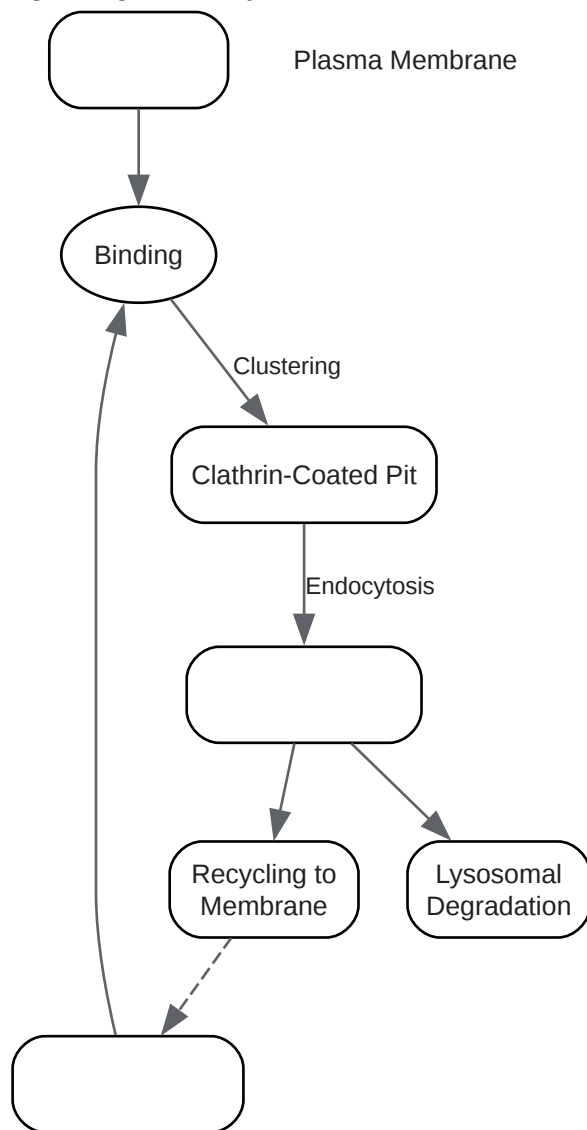 Plasma Membrane
Binding
Clustering
Clathrin-Coated Pit
Endocytosis
Recycling to
Membrane
Lysosomal
Degradation